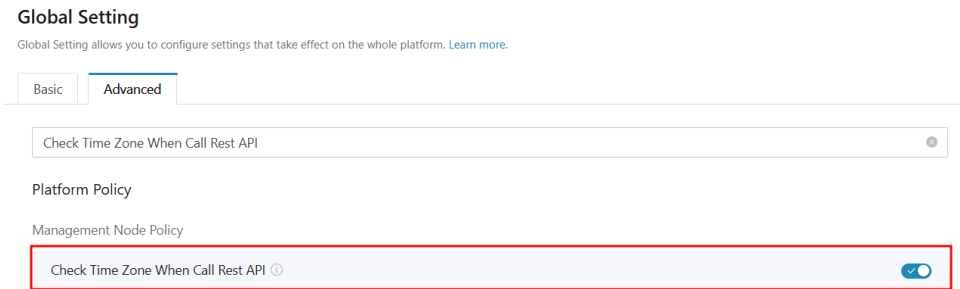 Global Setting
Global Setting allows you to configure settings that take effect on the whole platform. Learn more.
Basic Advanced
Check Time Zone When Call Rest API
Platform Policy
Management Node Policy
Check Time Zone When Call Rest API